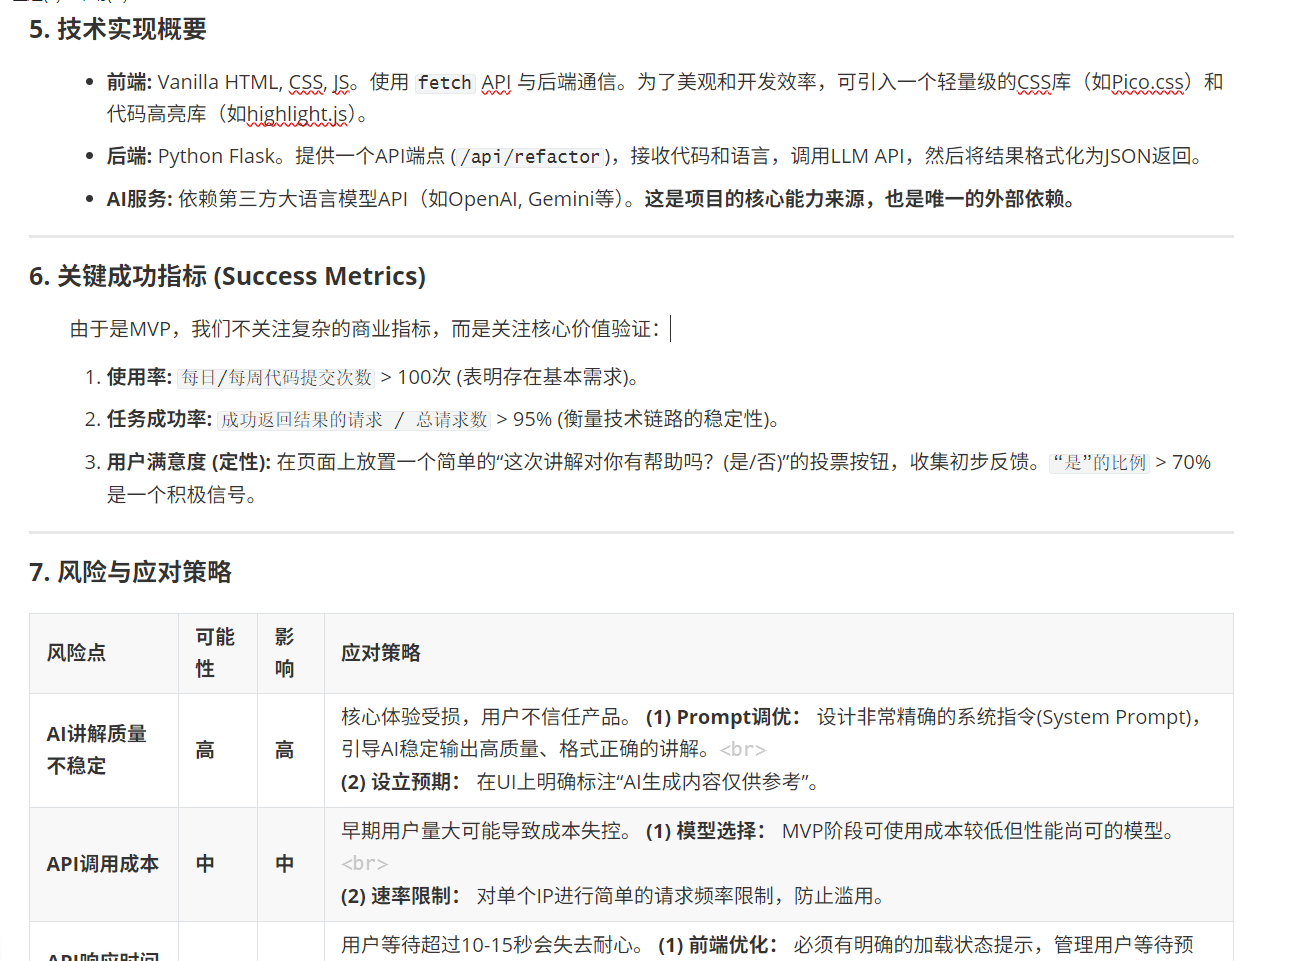 5. 技术实现概要
• 前端: Vanilla HTML, CSS, JS。使用 fetch API 与后端通信。为了美观和开发效率，可引入一个轻量级的CSS库（如Pico.css）和
代码高亮库（如highlight.js）。
• 后端: Python Flask。提供一个API端点 (/api/refactor)，接收代码和语言，调用LLM API，然后将结果格式化为JSON返回。
• AI服务: 依赖第三方大语言模型API（如OpenAI, Gemini等）。这是项目的核心能力来源，也是唯一的外部依赖。
6. 关键成功指标 (Success Metrics)
由于是MVP，我们不关注复杂的商业指标，而是关注核心价值验证：
1. 使用率: 每日/每周代码提交次数 > 100次 (表明存在基本需求)。
2. 任务成功率: 成功返回结果的请求 / 总请求数 > 95% (衡量技术链路的稳定性)。
3. 用户满意度 (定性): 在页面上放置一个简单的“这次讲解对你有帮助吗？(是/否)”的投票按钮，收集初步反馈。 “是”的比例 > 70%
是一个积极信号。
7. 风险与应对策略
风险点 可能性 影响 应对策略
AI讲解质量不稳定 高 高 核心体验受损，用户不信任产品。 (1) Prompt调优： 设计非常精确的系统指令(System Prompt)，
引导AI稳定输出高质量、格式正确的讲解。<br>
(2) 设立预期： 在UI上明确标注“AI生成内容仅供参考”。
API调用成本 中 中 早期用户量大可能导致成本失控。 (1) 模型选择： MVP阶段可使用成本较低但性能尚可的模型。
<br>
(2) 速率限制： 对单个IP进行简单的请求频率限制，防止滥用。
API响应时间 用户等待超过10-15秒会失去耐心。 (1) 前端优化： 必须有明确的加载状态提示，管理用户等待预